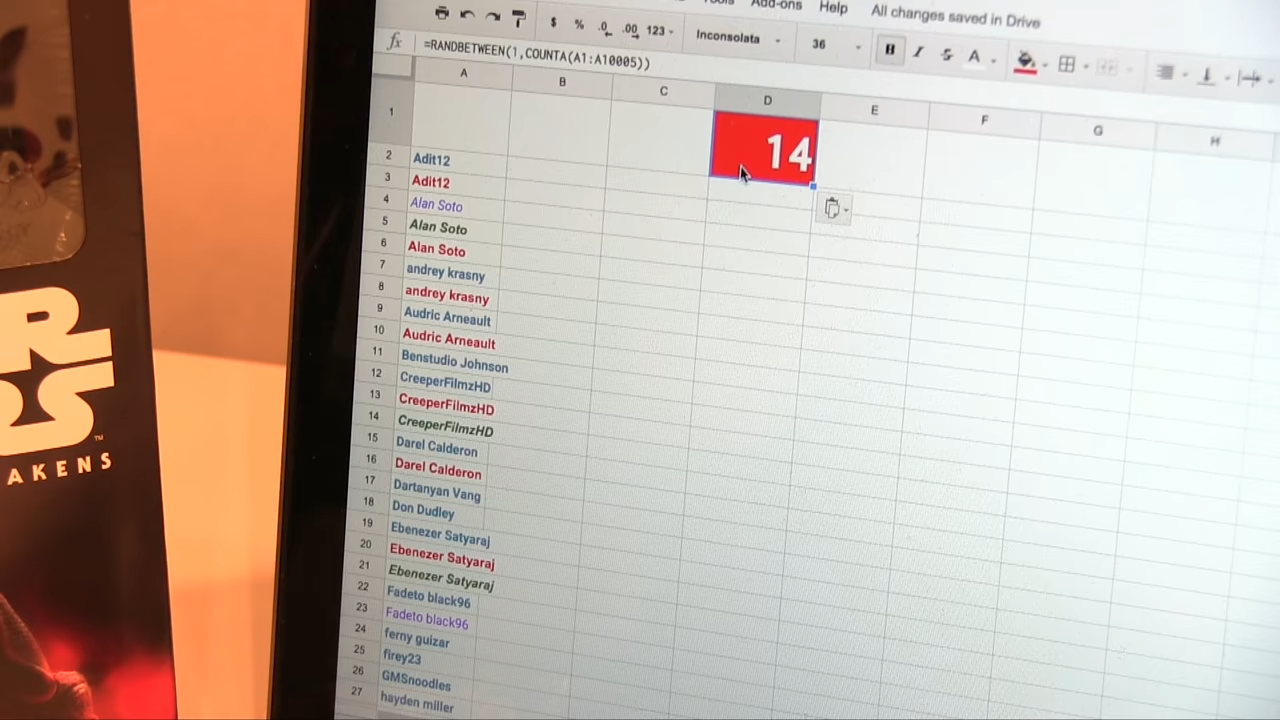 Add-ons Help All changes saved in Drive
$ % .0 .00 123 Inconsolata 36 B I S A
fx =RANDBETWEEN(1,COUNTA(A1:A10005))
A B C D E F G H
1 14
2 Adit12
3 Adit12
4 Alan Soto
5 Alan Soto
6 Alan Soto
7 andrey krasny
8 andrey krasny
9 Audric Arneault
10 Audric Arneault
11 Benstudio Johnson
12 CreeperFilmzHD
13 CreeperFilmzHD
14 CreeperFilmzHD
15 Darel Calderon
16 Darel Calderon
17 Dartanyan Vang
18 Don Dudley
19 Ebenezer Satyaraj
20 Ebenezer Satyaraj
21 Ebenezer Satyaraj
22 Fadeto black96
23 Fadeto black96
24 ferny guizar
25 firey23
26 GMSnoodles
27 hayden miller
R
RS
™
AKENS